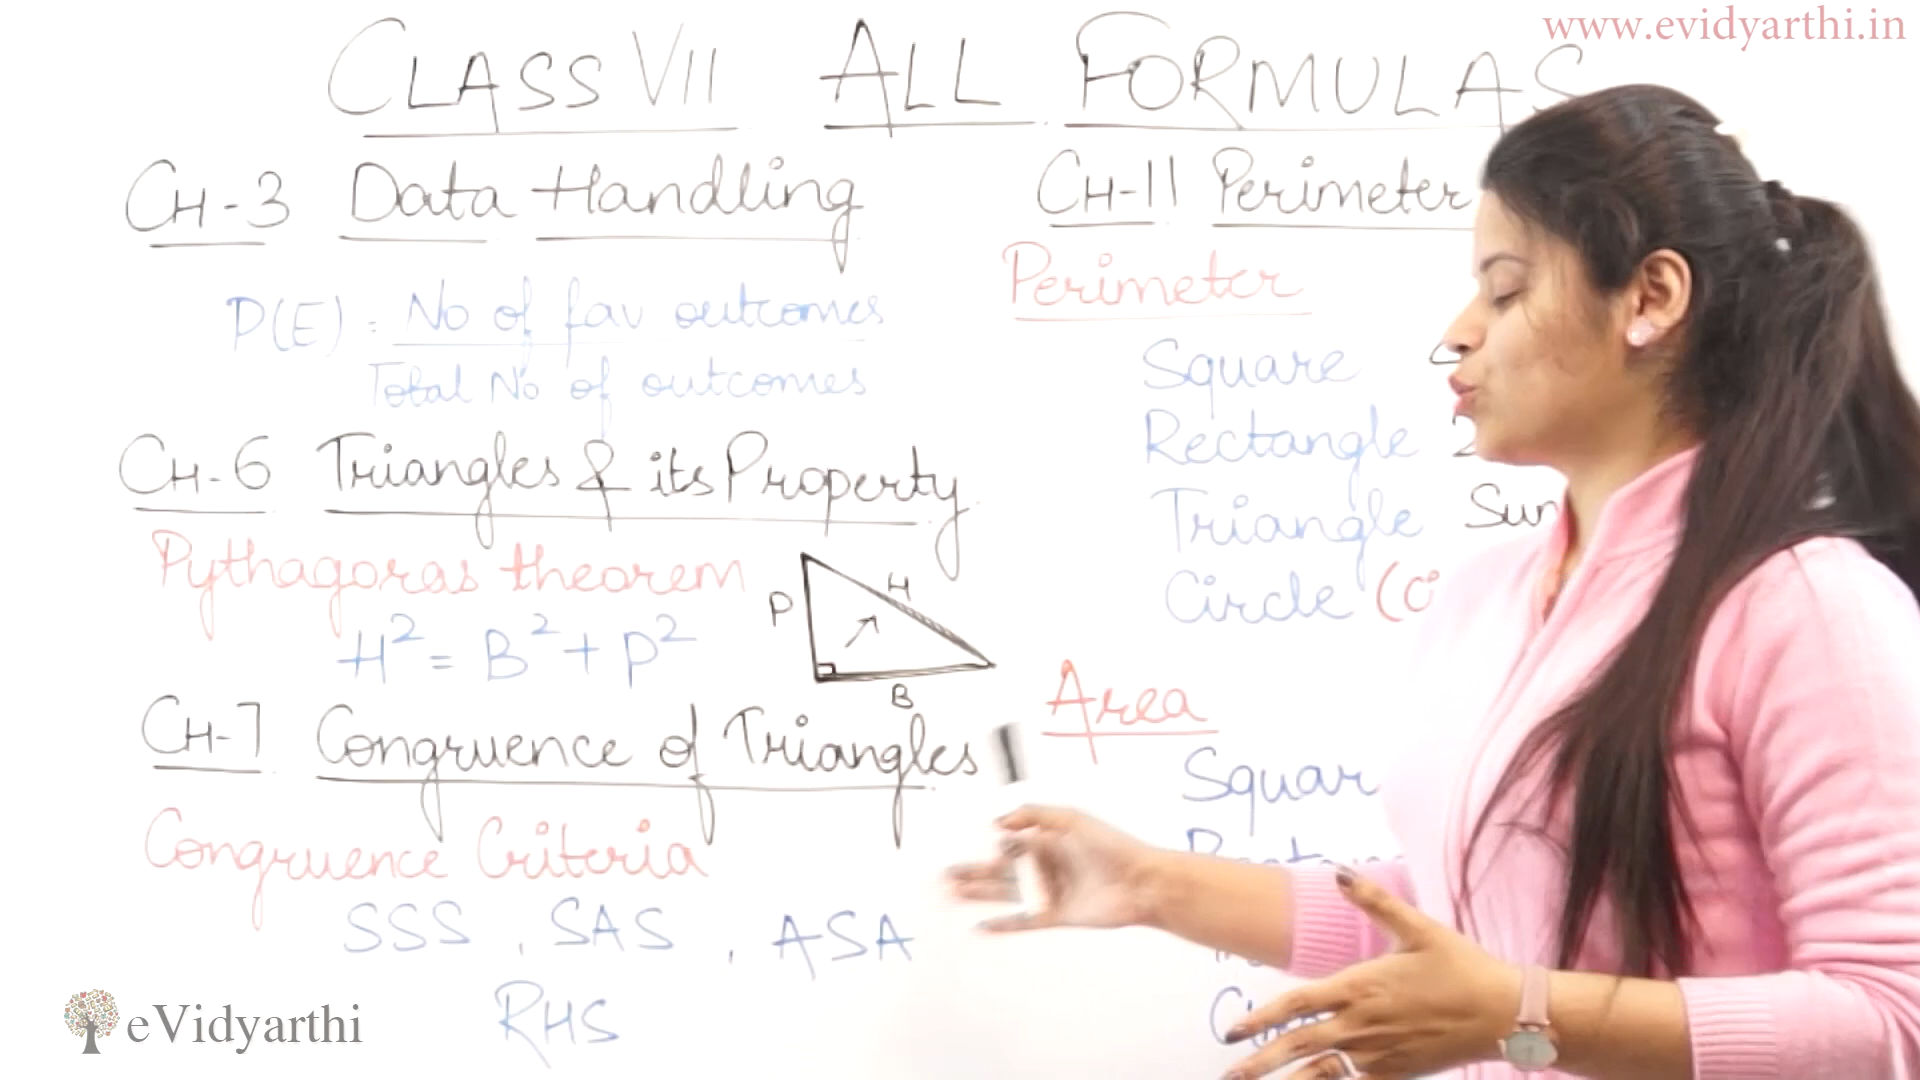 www.evidyarthi.in
CLASS VII ALL FORMULAS
CH-3 Data Handling
P(E) = No of fav outcomes
Total No of outcomes
CH-6 Triangles & its Property
Pythagoras theorem
H² = B² + P²
P
H
B
CH-7 Congruence of Triangles
Congruence Criteria
SSS , SAS , ASA
RHS
CH-11 Perimeter
Perimeter
Square
Rectangle 2
Triangle
Circle
Area
Squar
eVidyarthi